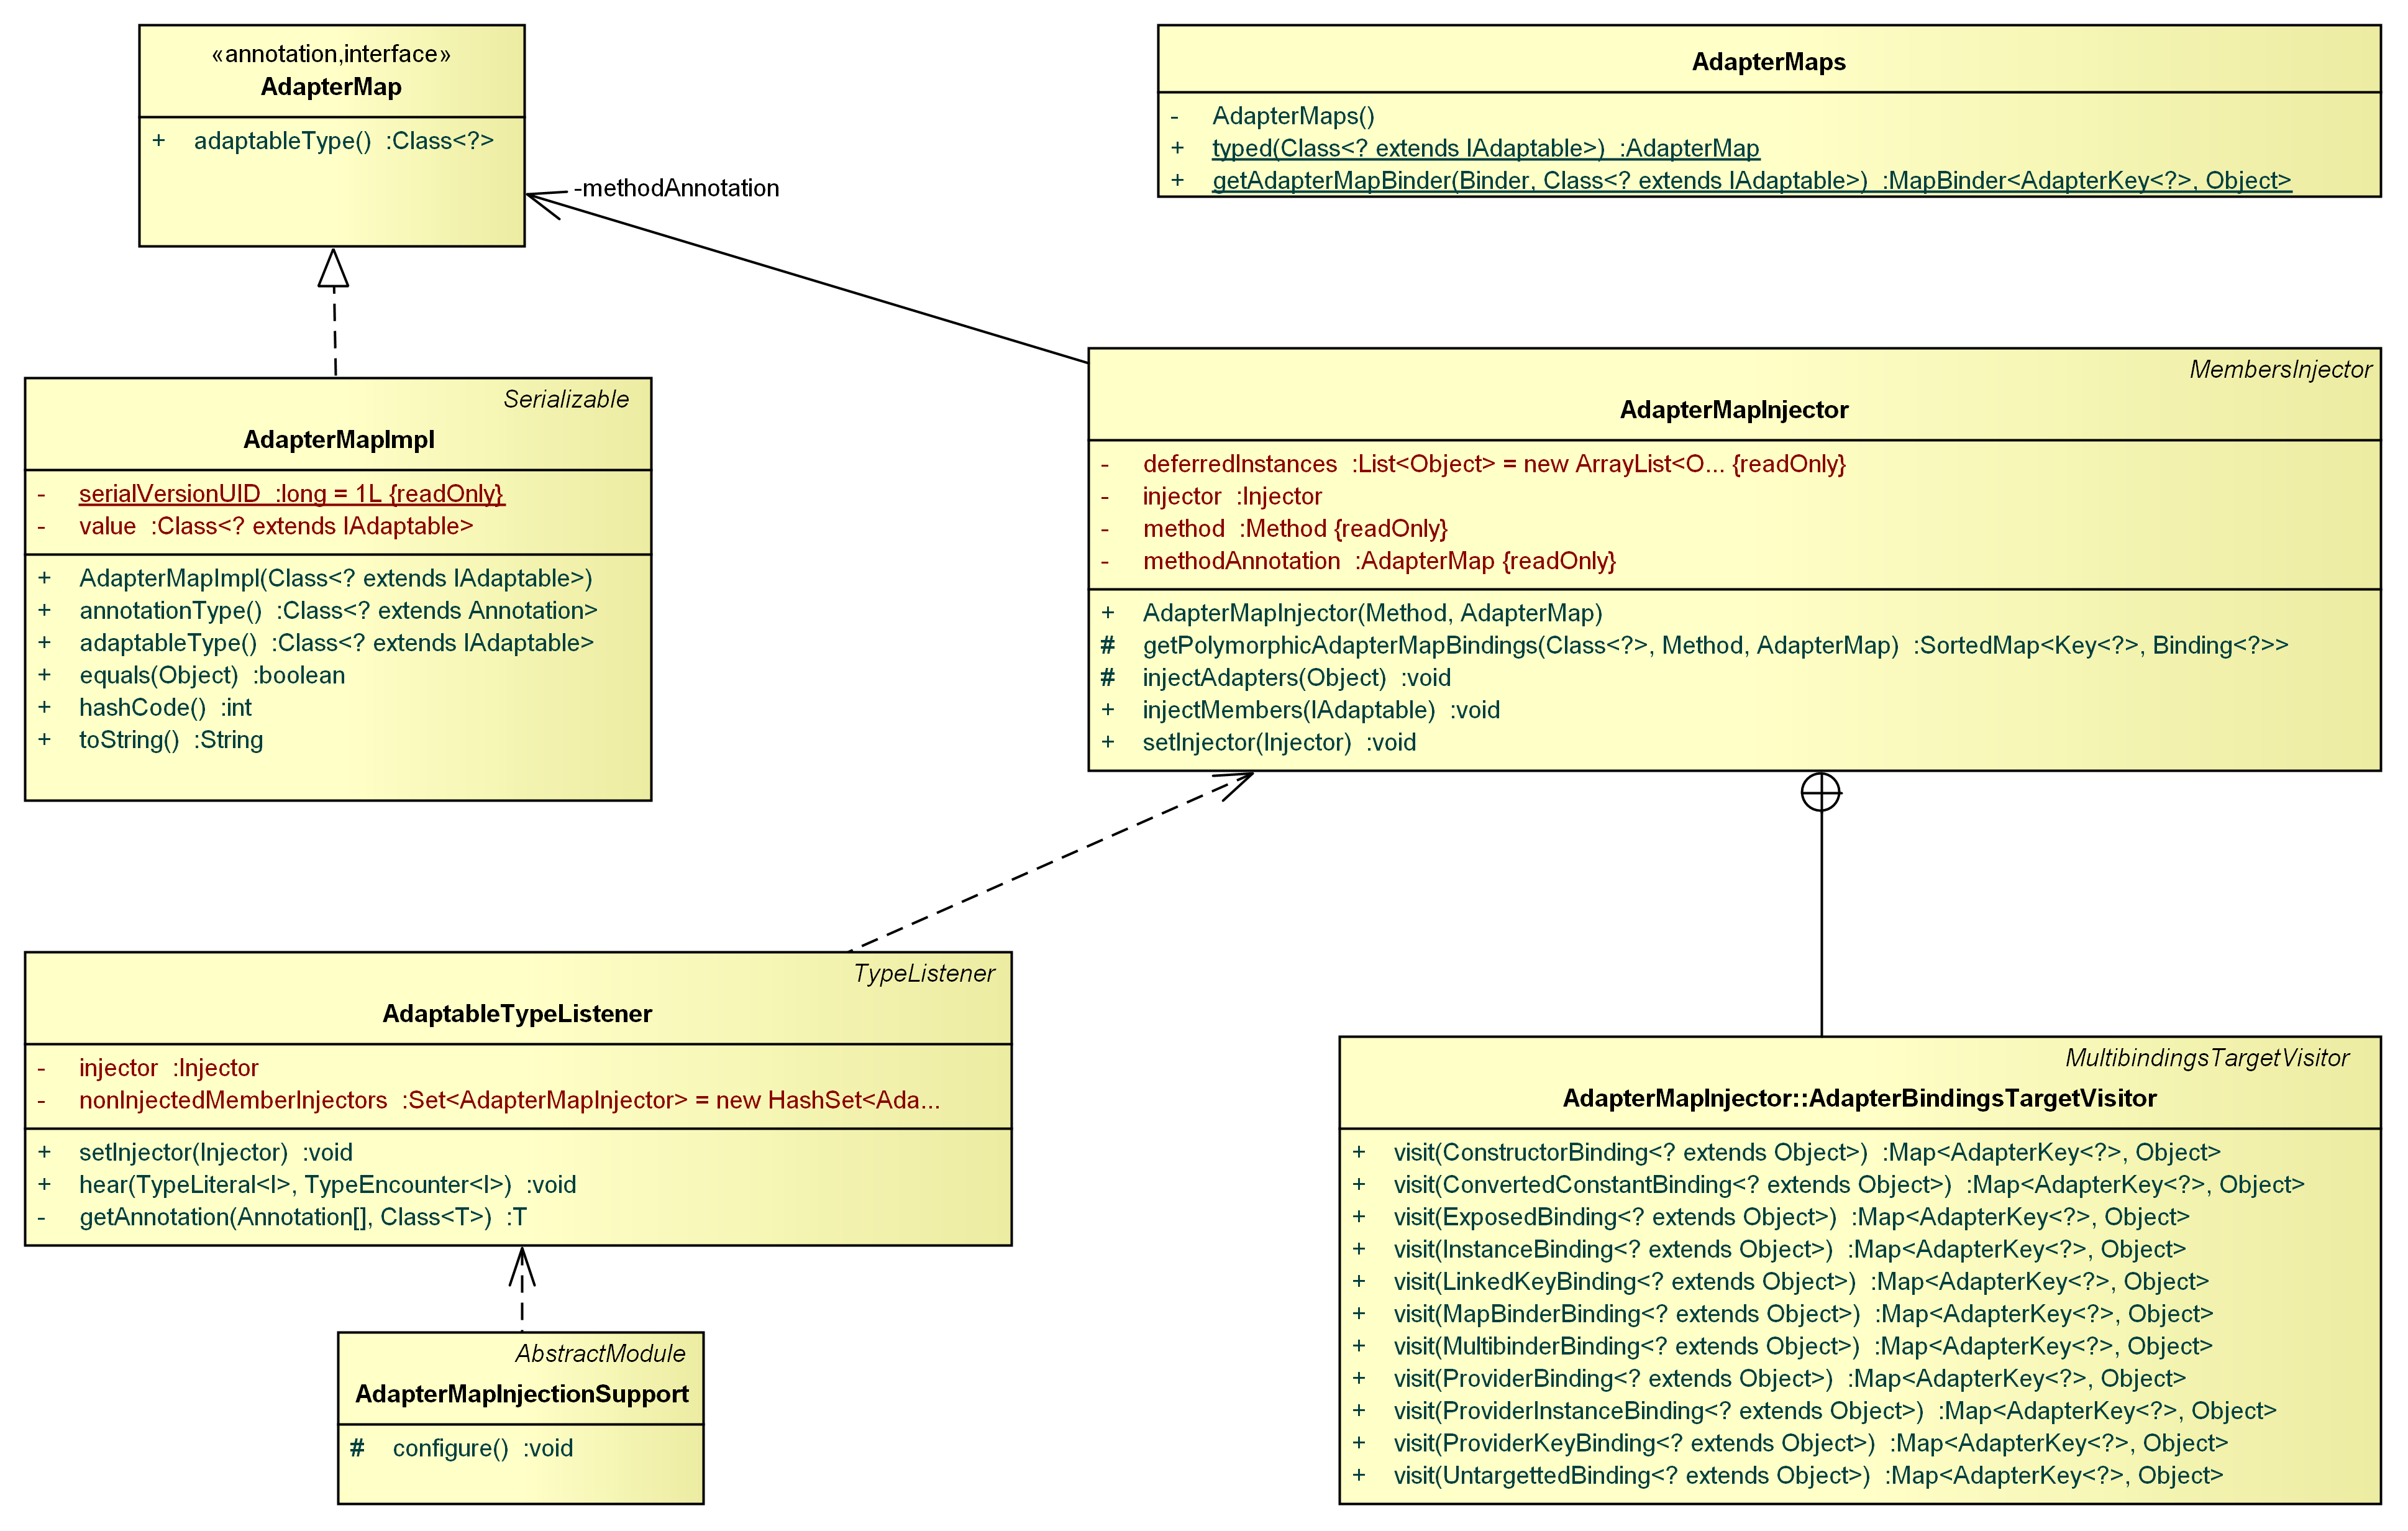 «annotation,interface»
AdapterMap
+ adaptableType() :Class<?>
AdapterMaps
- AdapterMaps()
+ typed(Class<? extends IAdaptable>) :AdapterMap
+ getAdapterMapBinder(Binder, Class<? extends IAdaptable>) :MapBinder<AdapterKey<?>, Object>
-methodAnnotation
Serializable
AdapterMapImpl
- serialVersionUID :long = 1L {readOnly}
- value :Class<? extends IAdaptable>
+ AdapterMapImpl(Class<? extends IAdaptable>)
+ annotationType() :Class<? extends Annotation>
+ adaptableType() :Class<? extends IAdaptable>
+ equals(Object) :boolean
+ hashCode() :int
+ toString() :String
MembersInjector
AdapterMapInjector
- deferredInstances :List<Object> = new ArrayList<O... {readOnly}
- injector :Injector
- method :Method {readOnly}
- methodAnnotation :AdapterMap {readOnly}
+ AdapterMapInjector(Method, AdapterMap)
# getPolymorphicAdapterMapBindings(Class<?>, Method, AdapterMap) :SortedMap<Key<?>, Binding<?>>
# injectAdapters(Object) :void
+ injectMembers(IAdaptable) :void
+ setInjector(Injector) :void
TypeListener
AdaptableTypeListener
- injector :Injector
- nonInjectedMemberInjectors :Set<AdapterMapInjector> = new HashSet<Ada...
+ setInjector(Injector) :void
+ hear(TypeLiteral<I>, TypeEncounter<I>) :void
- getAnnotation(Annotation[], Class<T>) :T
MultibindingsTargetVisitor
AdapterMapInjector::AdapterBindingsTargetVisitor
+ visit(ConstructorBinding<? extends Object>) :Map<AdapterKey<?>, Object>
+ visit(ConvertedConstantBinding<? extends Object>) :Map<AdapterKey<?>, Object>
+ visit(ExposedBinding<? extends Object>) :Map<AdapterKey<?>, Object>
+ visit(InstanceBinding<? extends Object>) :Map<AdapterKey<?>, Object>
+ visit(LinkedKeyBinding<? extends Object>) :Map<AdapterKey<?>, Object>
+ visit(MapBinderBinding<? extends Object>) :Map<AdapterKey<?>, Object>
+ visit(MultibinderBinding<? extends Object>) :Map<AdapterKey<?>, Object>
+ visit(ProviderBinding<? extends Object>) :Map<AdapterKey<?>, Object>
+ visit(ProviderInstanceBinding<? extends Object>) :Map<AdapterKey<?>, Object>
+ visit(ProviderKeyBinding<? extends Object>) :Map<AdapterKey<?>, Object>
+ visit(UntargettedBinding<? extends Object>) :Map<AdapterKey<?>, Object>
AbstractModule
AdapterMapInjectionSupport
# configure() :void